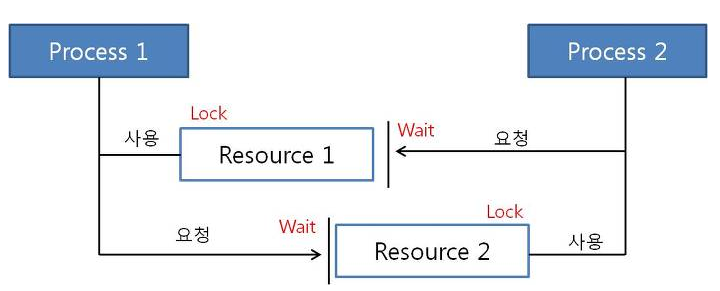 Process 1
Process 2
Lock
사용
Resource 1
Wait
요청
요청
Wait
Lock
Resource 2
사용